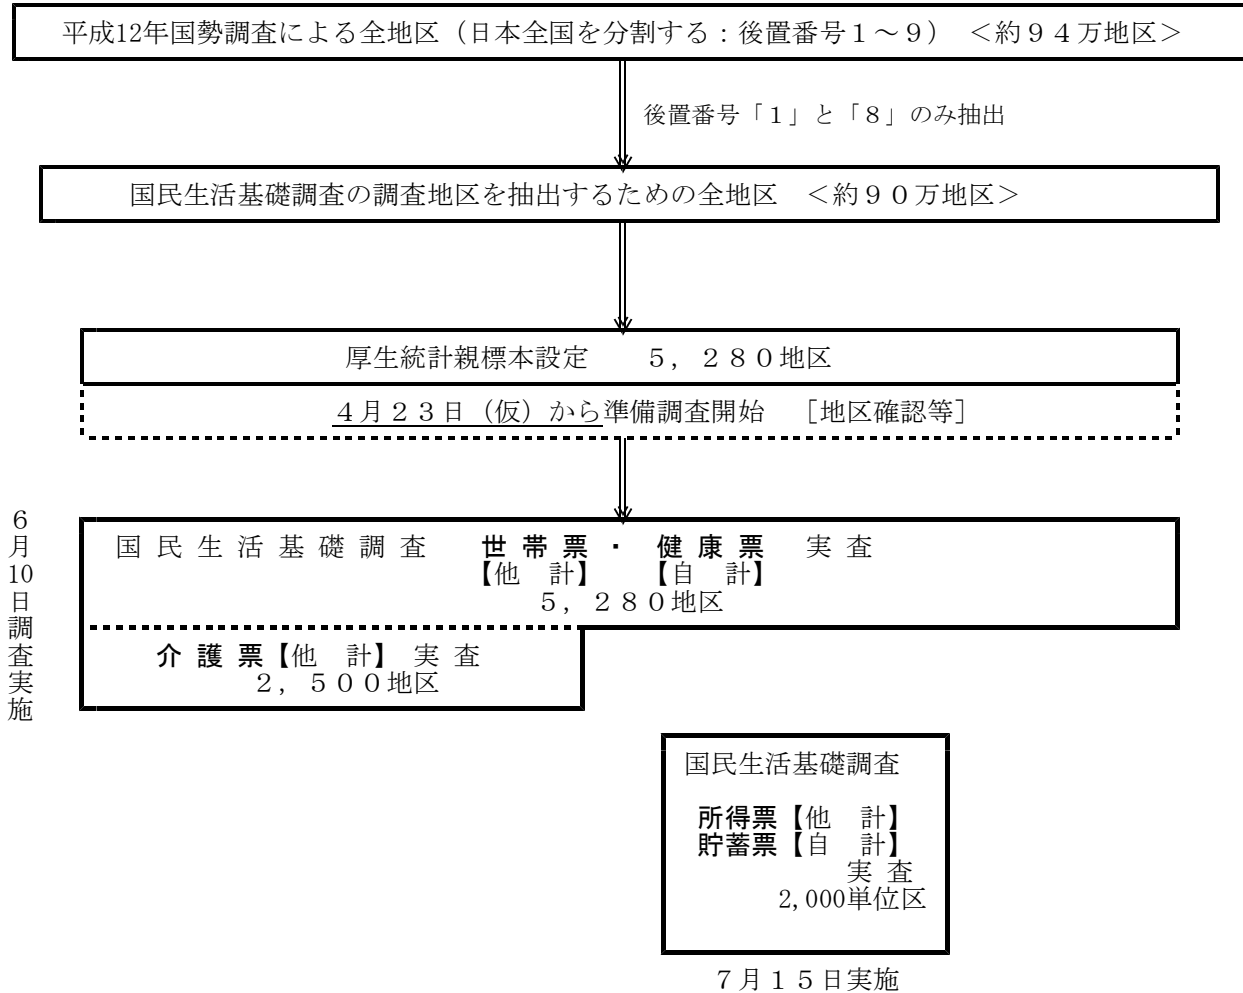 平成12年国勢調査による全地区（日本全国を分割する：後置番号１～９）　＜約９４万地区＞
後置番号「１」と「８」のみ抽出
国民生活基礎調査の調査地区を抽出するための全地区　＜約９０万地区＞
厚生統計親標本設定　　５，２８０地区
４月２３日（仮）から準備調査開始　［地区確認等］
6月10日調査実施
国民生活基礎調査　世帯票・健康票　実査
【他　計】　【自　計】
５，２８０地区
介護票【他　計】実査
２，５００地区
国民生活基礎調査
所得票【他　計】
貯蓄票【自　計】
実査
2,000単位区
７月１５日実施